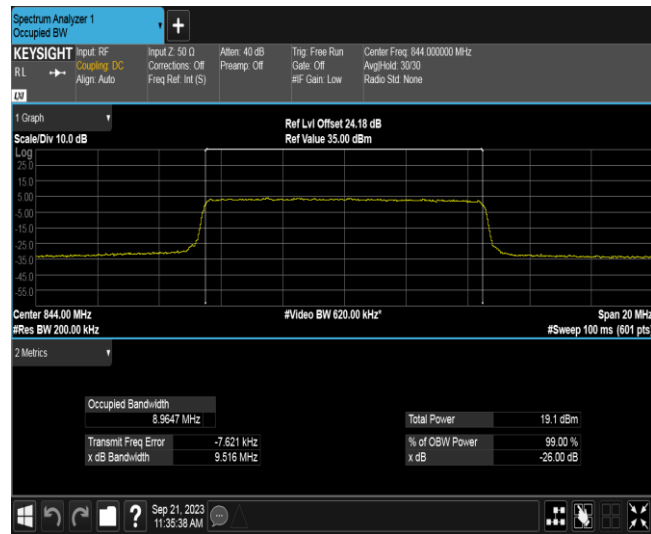 Spectrum Analyzer 1
Occupied BW
+
KEYSIGHT
RL
LXI
Input: RF
Coupling: DC
Align: Auto
Input Z: 50 Ω
Corrections: Off
Freq Ref: Int (S)
Atten: 40 dB
Preamp: Off
Trig: Free Run
Gate: Off
#IF Gain: Low
Center Freq: 844.000000 MHz
Avg|Hold: 30/30
Radio Std: None
1 Graph
Scale/Div 10.0 dB
Ref Lvl Offset 24.18 dB
Ref Value 35.00 dBm
Log
25.0
15.0
5.00
-5.00
-15.0
-25.0
-35.0
-45.0
-55.0
Center 844.00 MHz
#Res BW 200.00 kHz
#Video BW 620.00 kHz*
Span 20 MHz
#Sweep 100 ms (601 pts)
2 Metrics
Occupied Bandwidth
8.9647 MHz
Transmit Freq Error -7.621 kHz
x dB Bandwidth 9.516 MHz
Total Power 19.1 dBm
% of OBW Power 99.00 %
x dB -26.00 dB
?
Sep 21, 2023
11:35:38 AM